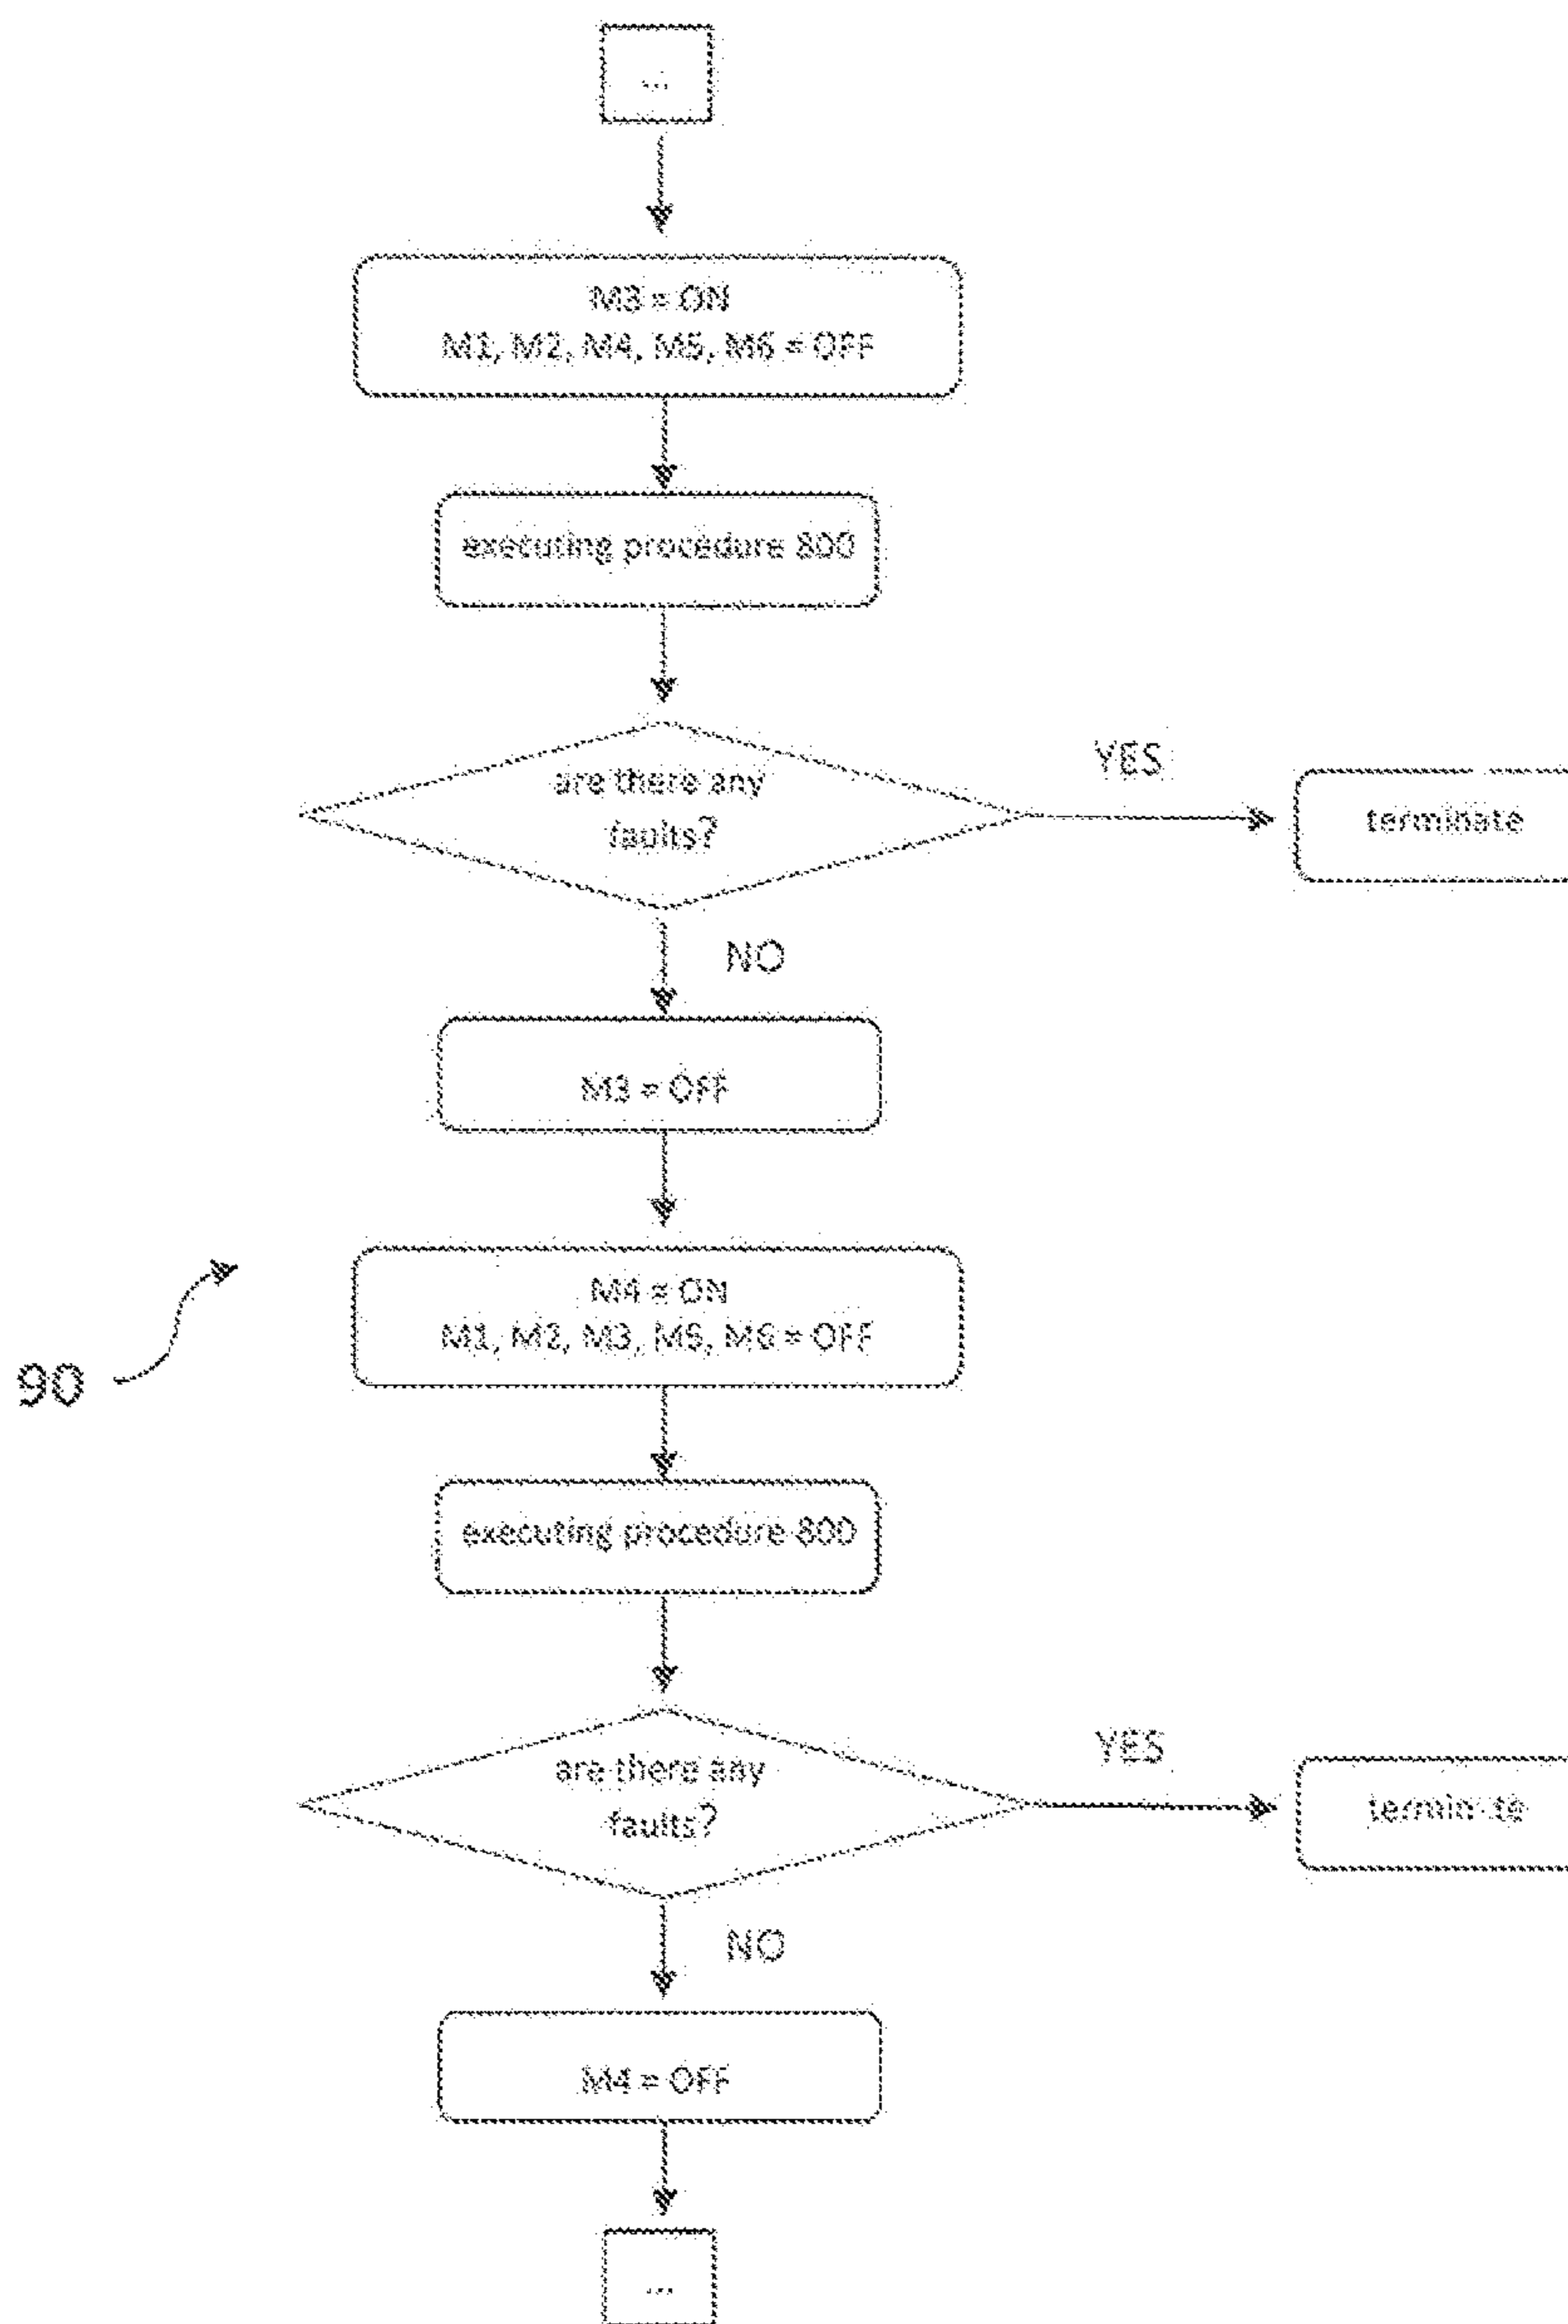 ...
M3 = ON
M1, M2, M4, M5, M6 = OFF
executing procedure 800
are there any
faults?
YES
terminate
NO
M3 = OFF
M4 = ON
M1, M2, M3, M5, M6 = OFF
90
executing procedure 800
are there any
faults?
YES
terminate
NO
M4 = OFF
...